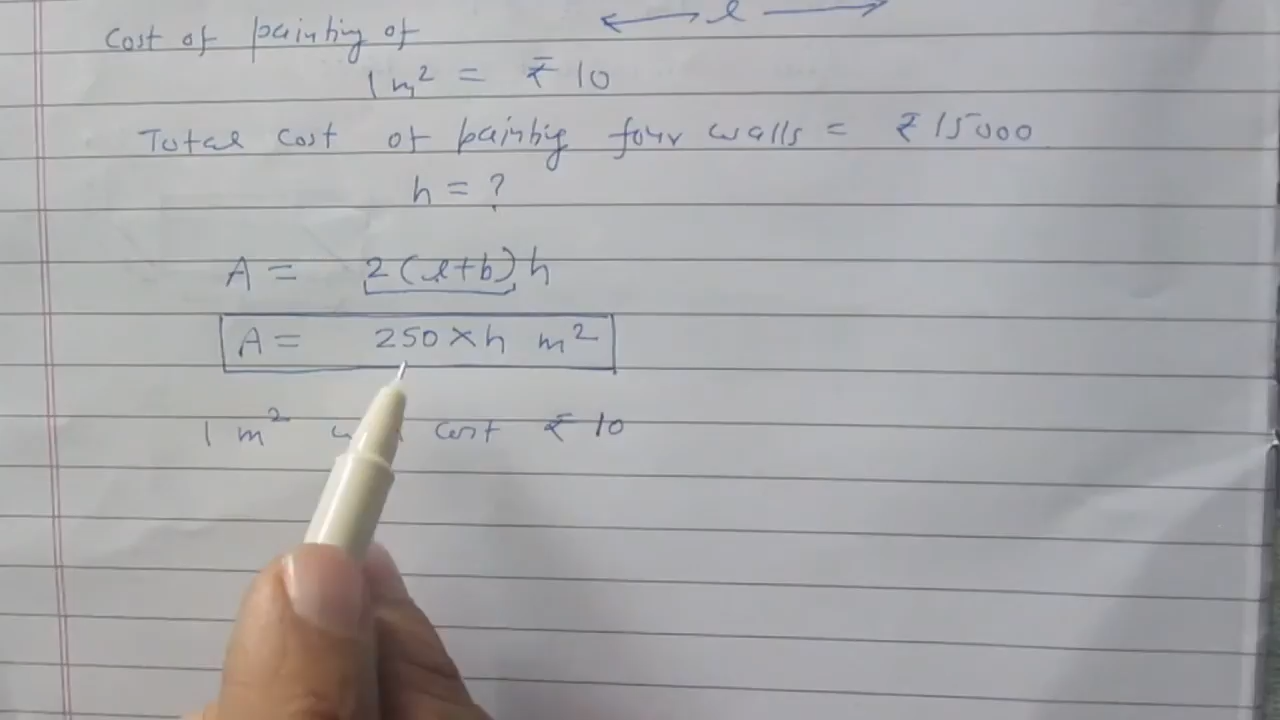 l
Cost of painting of
1 m² = ₹ 10
Total cost of painting four walls = ₹ 15000
h = ?
A = 2(l+b)h
A = 250×h m²
1 m² cost ₹ 10